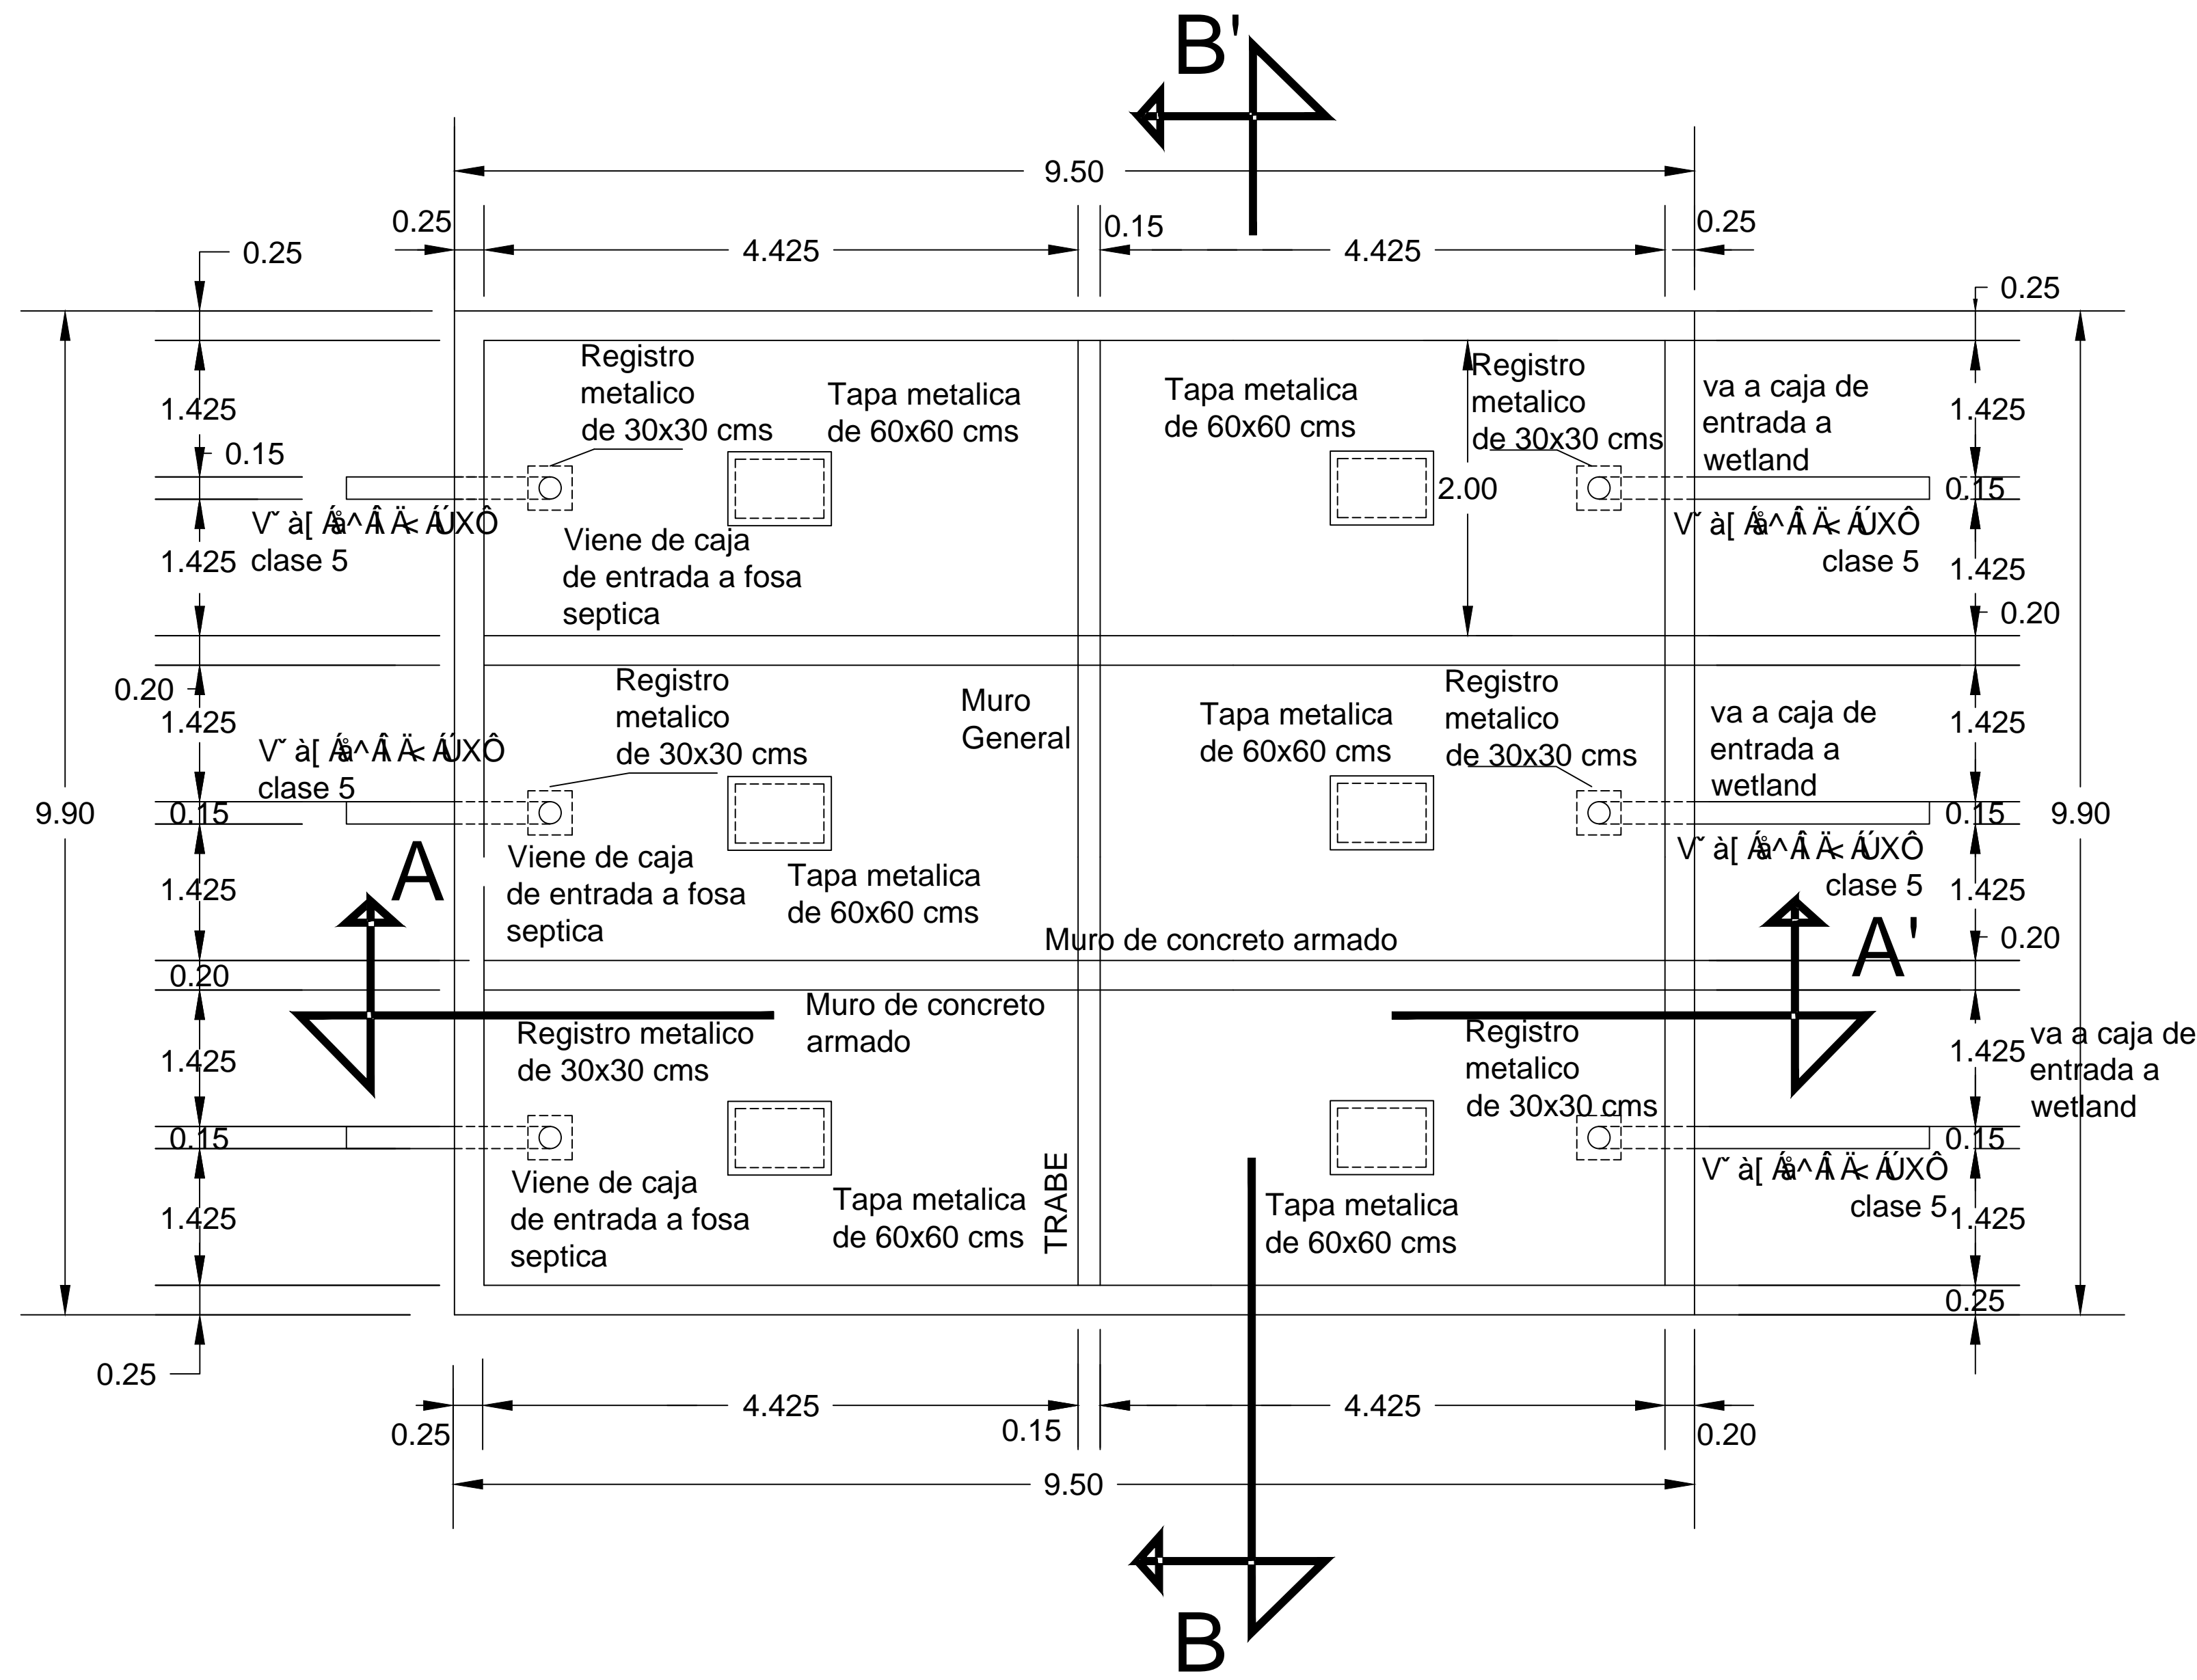 B'
9.50
0.25
0.15
0.25
0.25
4.425
4.425
0.25
Registro
metalico
de 30x30 cms
Tapa metalica
de 60x60 cms
Tapa metalica
de 60x60 cms
Registro
metalico
de 30x30 cms
va a caja de
entrada a
wetland
1.425
1.425
0.15
2.00
0.15
clase 5
clase 5
1.425
1.425
Viene de caja
de entrada a fosa
septica
0.20
0.20
1.425
Registro
metalico
de 30x30 cms
Muro
General
Tapa metalica
de 60x60 cms
Registro
metalico
de 30x30 cms
va a caja de
entrada a
wetland
1.425
clase 5
9.90
0.15
0.15
9.90
A
Viene de caja
de entrada a fosa
septica
Tapa metalica
de 60x60 cms
clase 5
1.425
1.425
Muro de concreto armado
A'
0.20
0.20
Muro de concreto
armado
Registro metalico
de 30x30 cms
Registro
metalico
de 30x30 cms
1.425
1.425
va a caja de
entrada a
wetland
0.15
0.15
Viene de caja
de entrada a fosa
septica
Tapa metalica
de 60x60 cms
TRABE
Tapa metalica
de 60x60 cms
clase 5
1.425
1.425
0.25
0.25
4.425
4.425
0.25
0.15
0.20
9.50
B